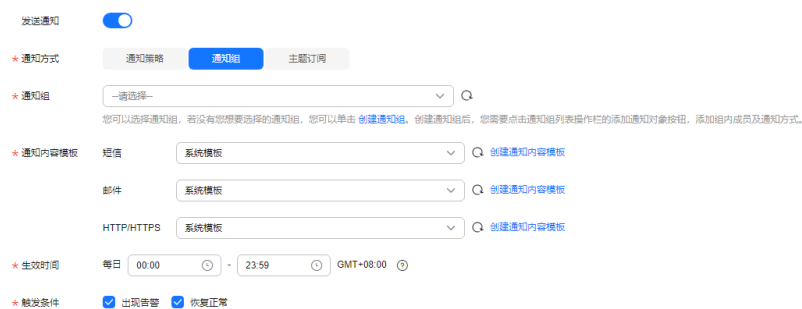 发送通知
* 通知方式 通知策略 通知组 主题订阅
* 通知组 --请选择--
您可以选择通知组，若没有您想要选择的通知组，您可以单击 创建通知组。创建通知组后，您需要点击通知组列表操作栏的添加通知对象按钮，添加组内成员及通知方式。
* 通知内容模板 短信 系统模板 创建通知内容模板
邮件 系统模板 创建通知内容模板
HTTP/HTTPS 系统模板 创建通知内容模板
* 生效时间 每日 00:00 - 23:59 GMT+08:00 ?
* 触发条件 出现告警 恢复正常